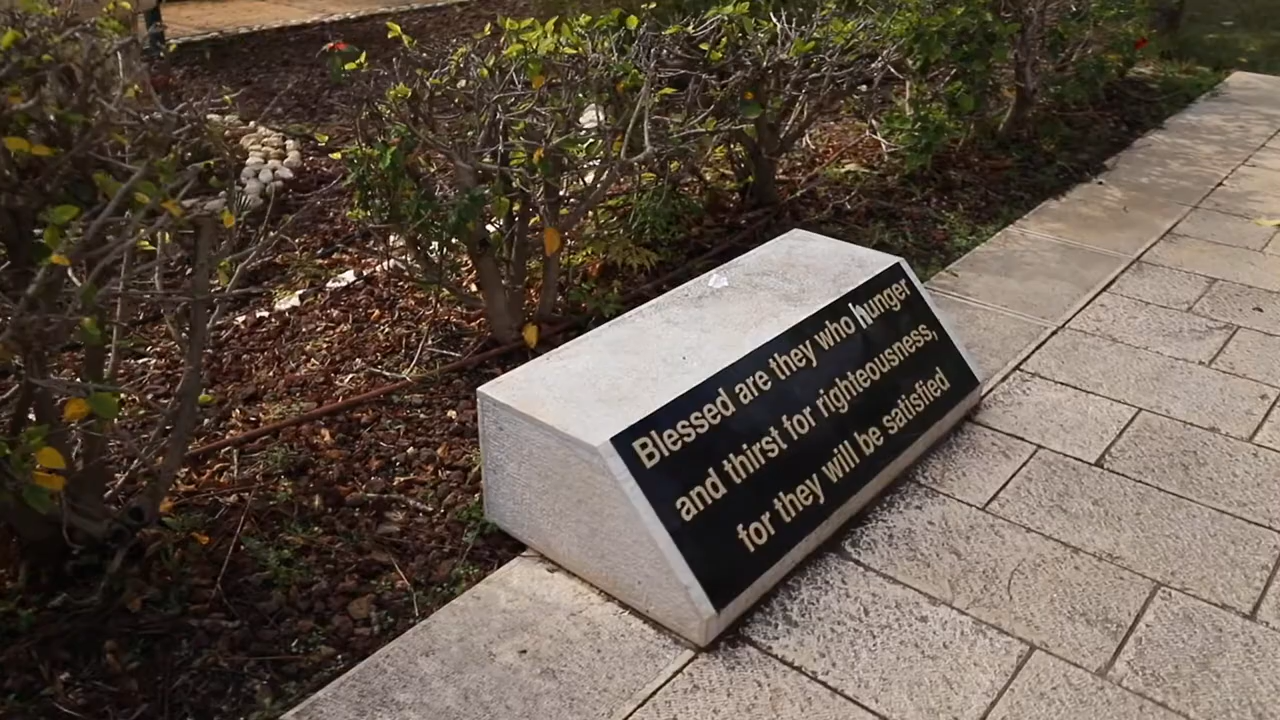 Blessed are they who hunger
and thirst for righteousness,
for they will be satisfied